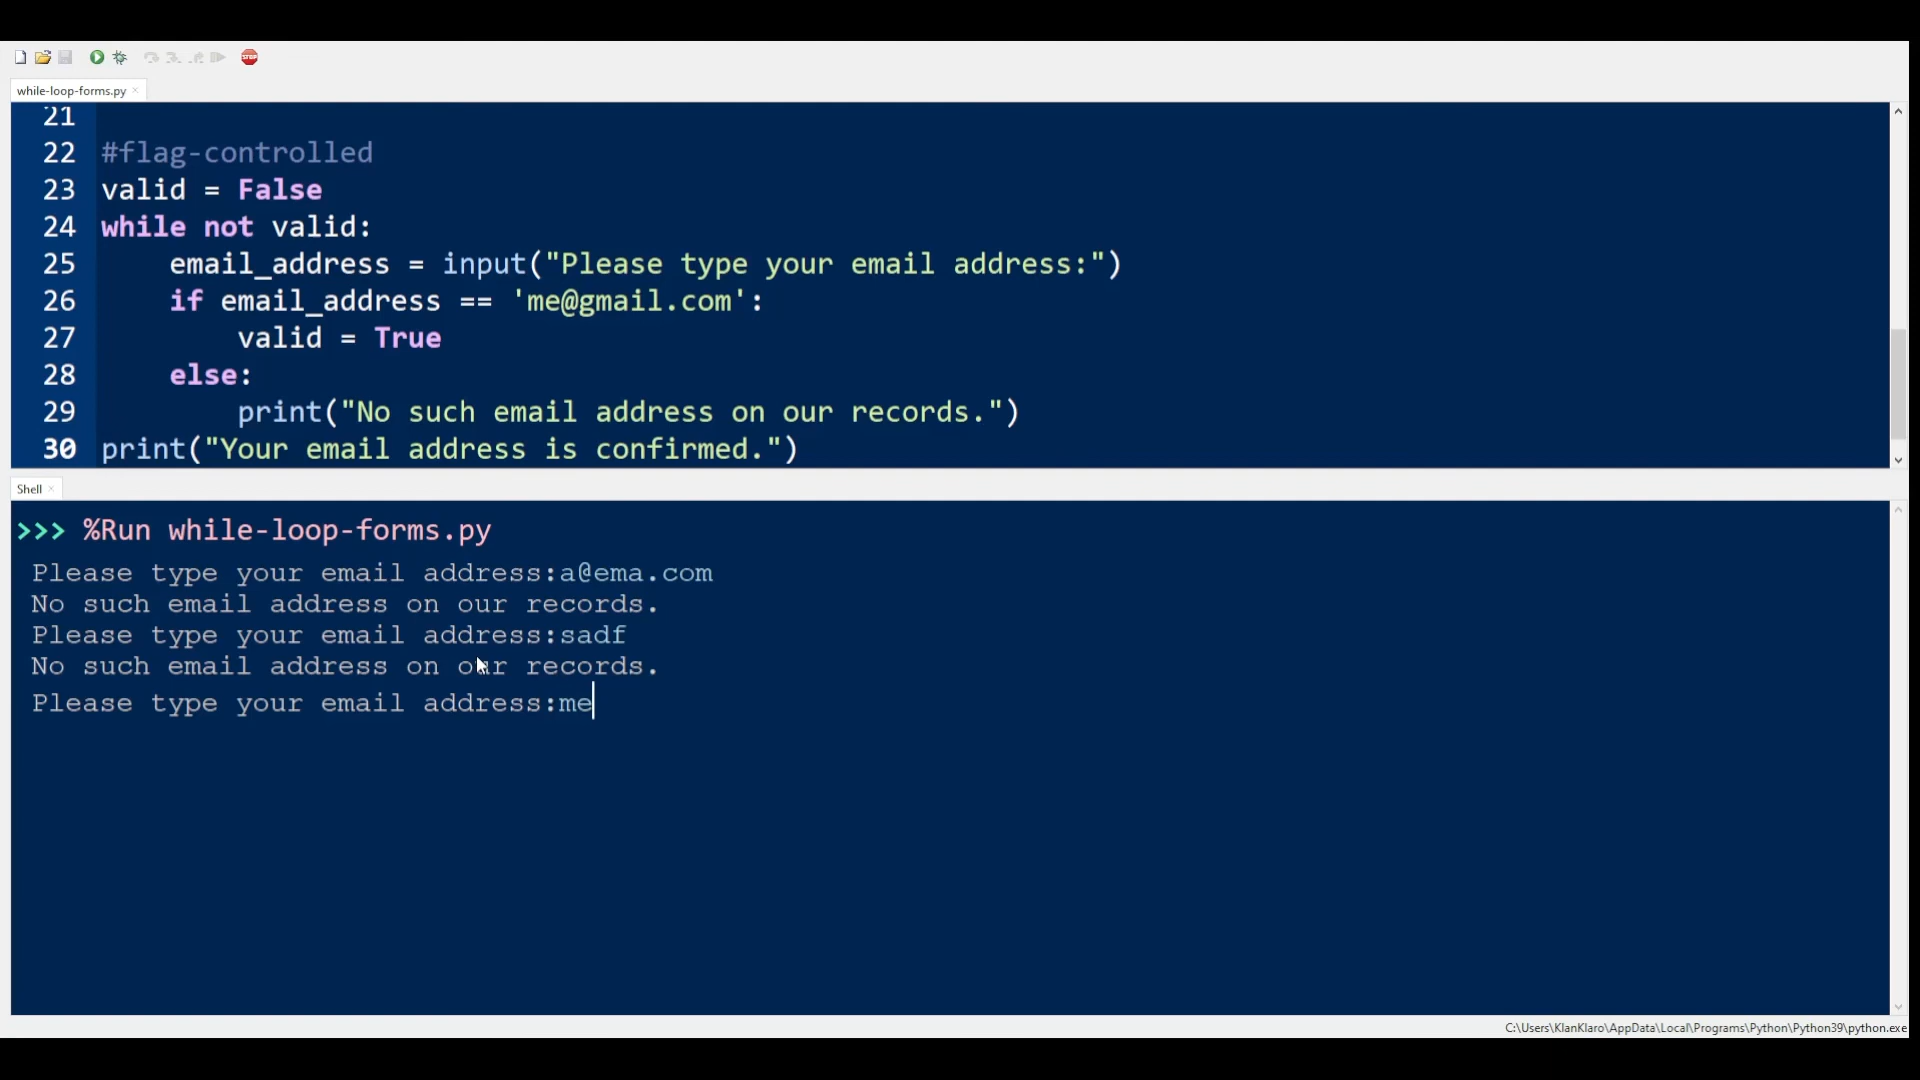 STOP
while-loop-forms.py ×
21
22 #flag-controlled
23 valid = False
24 while not valid:
25     email_address = input("Please type your email address:")
26     if email_address == 'me@gmail.com':
27         valid = True
28     else:
29         print("No such email address on our records.")
30 print("Your email address is confirmed.")
Shell ×
>>> %Run while-loop-forms.py
Please type your email address:a@ema.com
No such email address on our records.
Please type your email address:sadf
No such email address on our records.
Please type your email address:me
C:\Users\KlanKlaro\AppData\Local\Programs\Python\Python39\python.exe